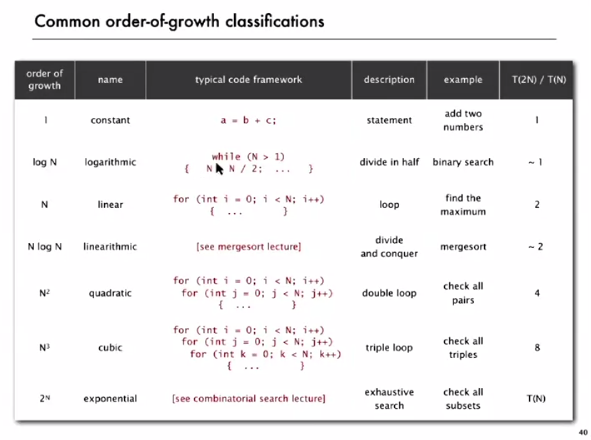 Common order-of-growth classifications
order of growth name typical code framework description example T(2N) / T(N)
1 constant a = b + c; statement add two numbers 1
log N logarithmic while (N > 1)
{ N N / 2; ... } divide in half binary search ~ 1
N linear for (int i = 0; i < N; i++)
{ ... } loop find the maximum 2
N log N linearithmic [see mergesort lecture] divide and conquer mergesort ~ 2
N² quadratic for (int i = 0; i < N; i++)
for (int j = 0; j < N; j++)
{ ... } double loop check all pairs 4
N³ cubic for (int i = 0; i < N; i++)
for (int j = 0; j < N; j++)
for (int k = 0; k < N; k++)
{ ... } triple loop check all triples 8
2ᴺ exponential [see combinatorial search lecture] exhaustive search check all subsets T(N)
40